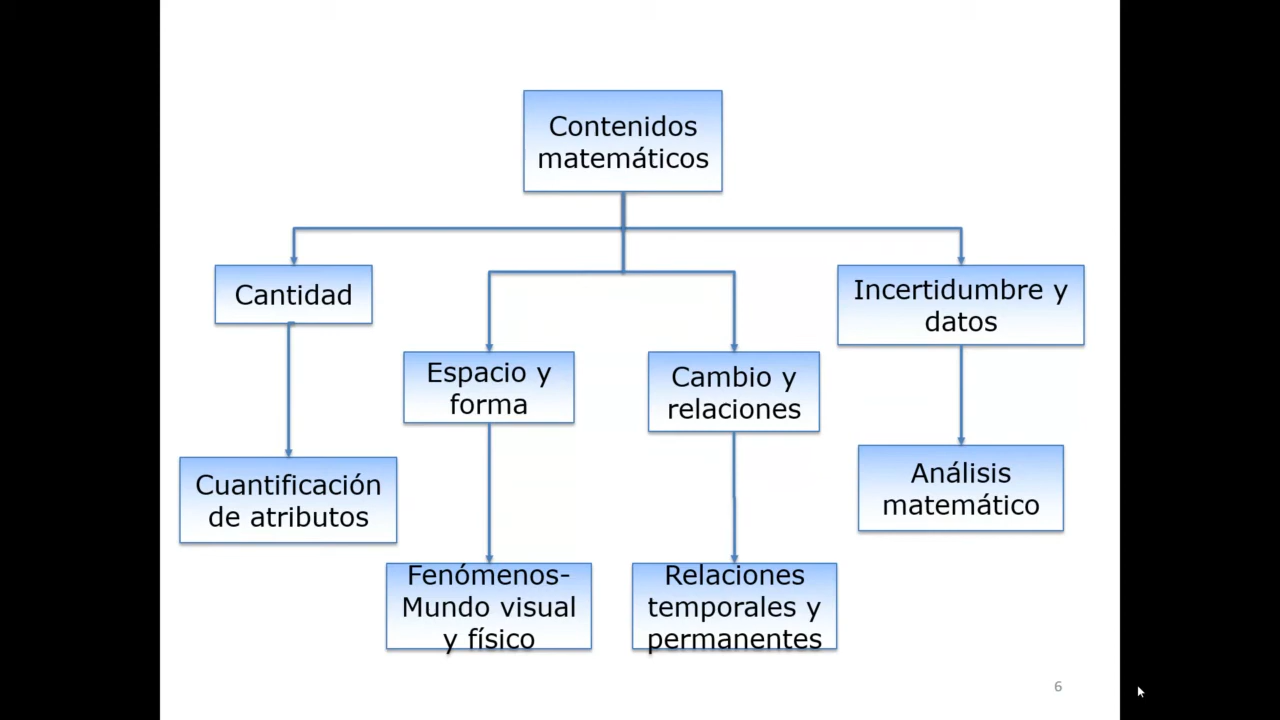 Contenidos
matemáticos
Cantidad
Espacio y
forma
Cambio y
relaciones
Incertidumbre y
datos
Cuantificación
de atributos
Fenómenos-
Mundo visual
y físico
Relaciones
temporales y
permanentes
Análisis
matemático
6